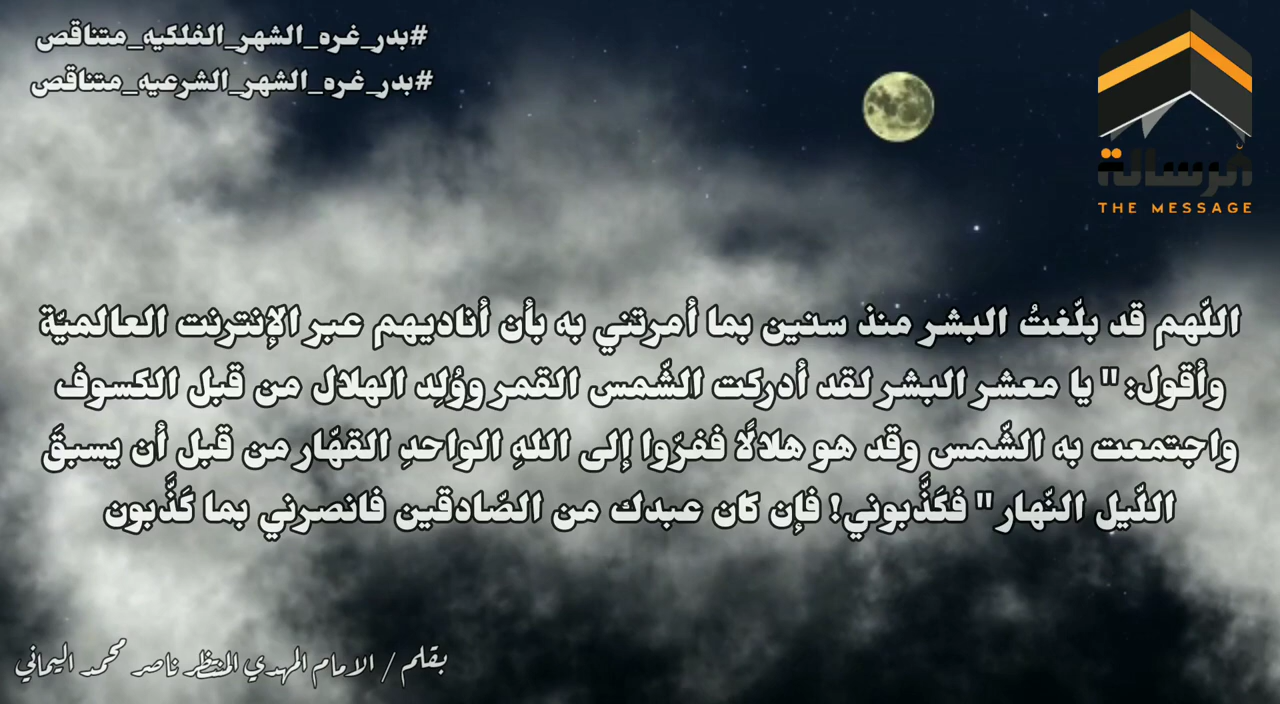 #بدر_غره_الشهر_الفلكيه_متناقص
#بدر_غره_الشهر_الشرعيه_متناقص
الرسالة
THE MESSAGE
اللّهم قد بلّغتُ البشر منذ سنين بما أمرتني به بأن أناديهم عبر الإنترنت العالميّة
وأقول: " يا معشر البشر لقد أدركت الشّمس القمر ووُلِد الهلال من قبل الكسوف
واجتمعت به الشّمس وقد هو هلالًا ففرّوا إلى اللهِ الواحدِ القهّار من قبل أن يسبقَ
اللّيل النّهار " فكَذَّبوني! فإن كان عبدك من الصّادقين فانصرني بما كَذَّبون
بقلم / الامام المهدي المنتظر ناصر محمد اليماني